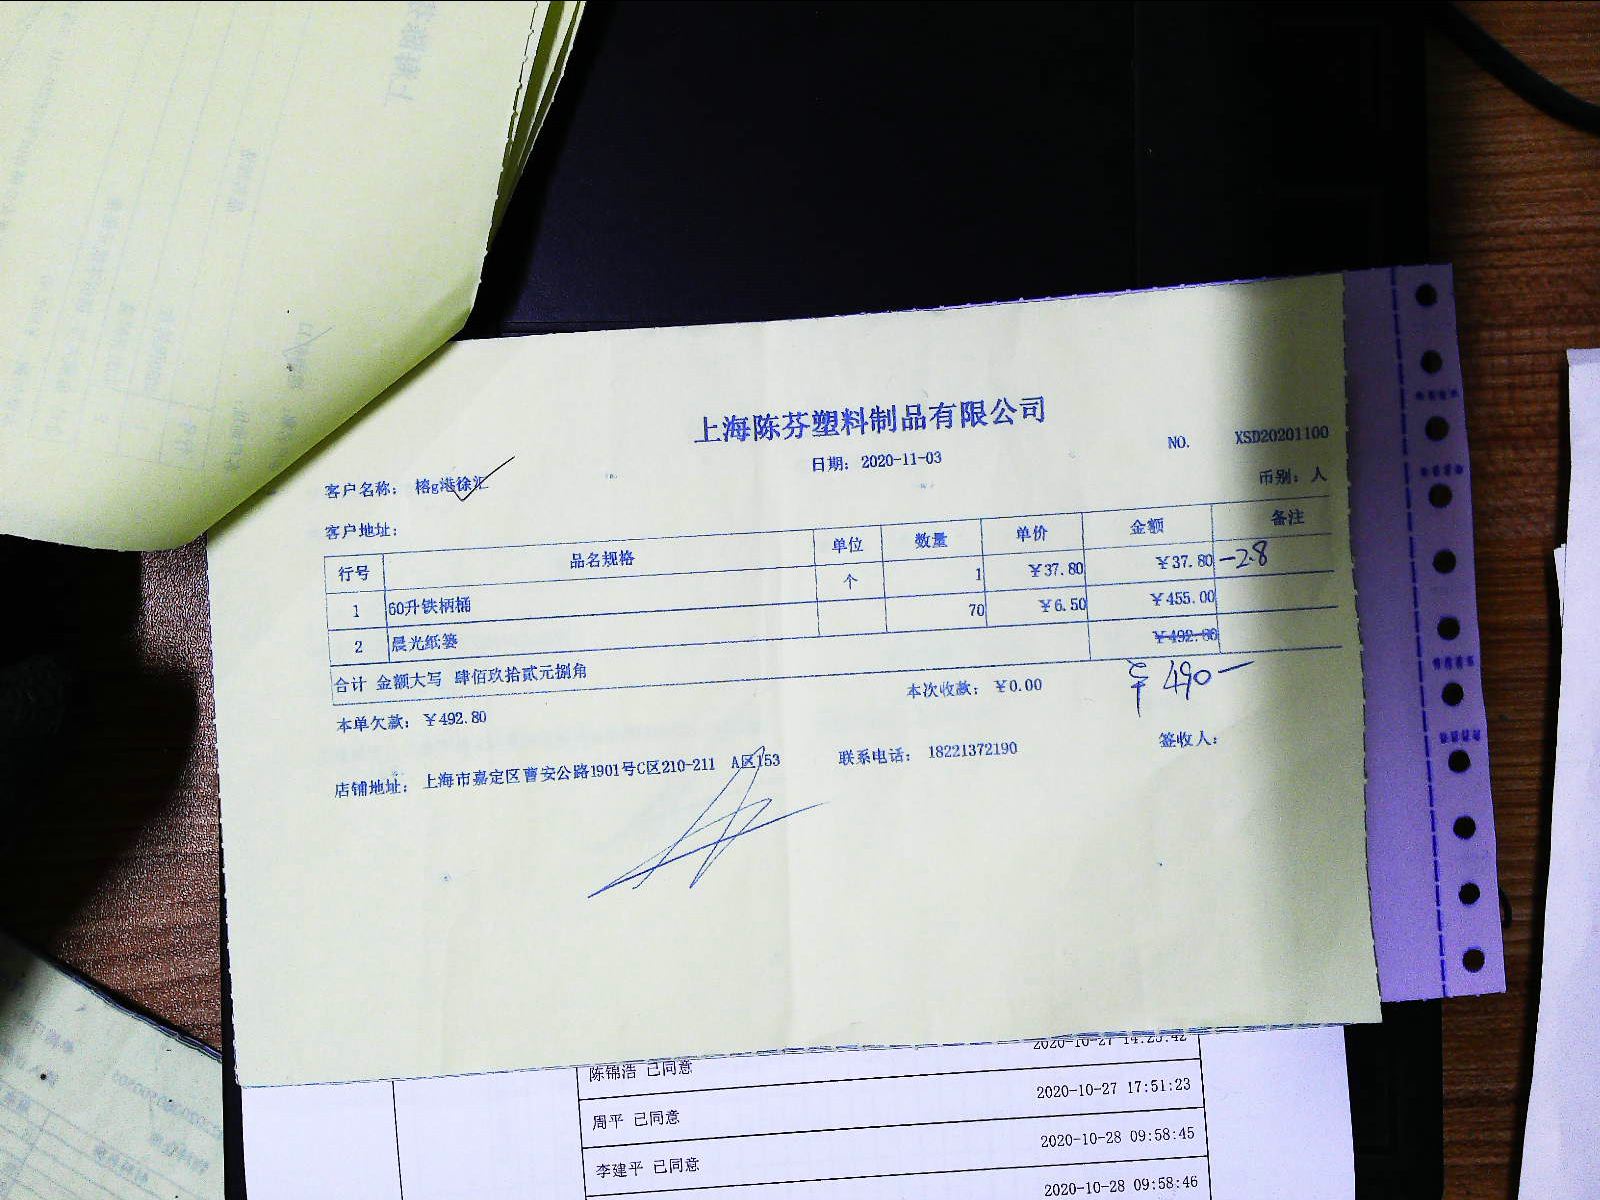 上海陈芬塑料制品有限公司
日期: 2020-11-03
NO. XSD20201100
客户名称: 榕g港徐汇
币别: 人
客户地址:
行号 品名规格 单位 数量 单价 金额 备注
1 60升铁柄桶 个 1 ¥37.80 ¥37.80 -2.8
2 晨光纸篓 70 ¥6.50 ¥455.00
合计 金额大写 肆佰玖拾贰元捌角 ¥492.80
¥490-
本单欠款: ¥492.80
本次收款: ¥0.00
店铺地址: 上海市嘉定区曹安公路1901号C区210-211 A区153
联系电话: 18221372190
签收人:
2020-10-27 14:25:42
陈锦浩 已同意
2020-10-27 17:51:23
周平 已同意
2020-10-28 09:58:45
李建平 已同意
2020-10-28 09:58:46